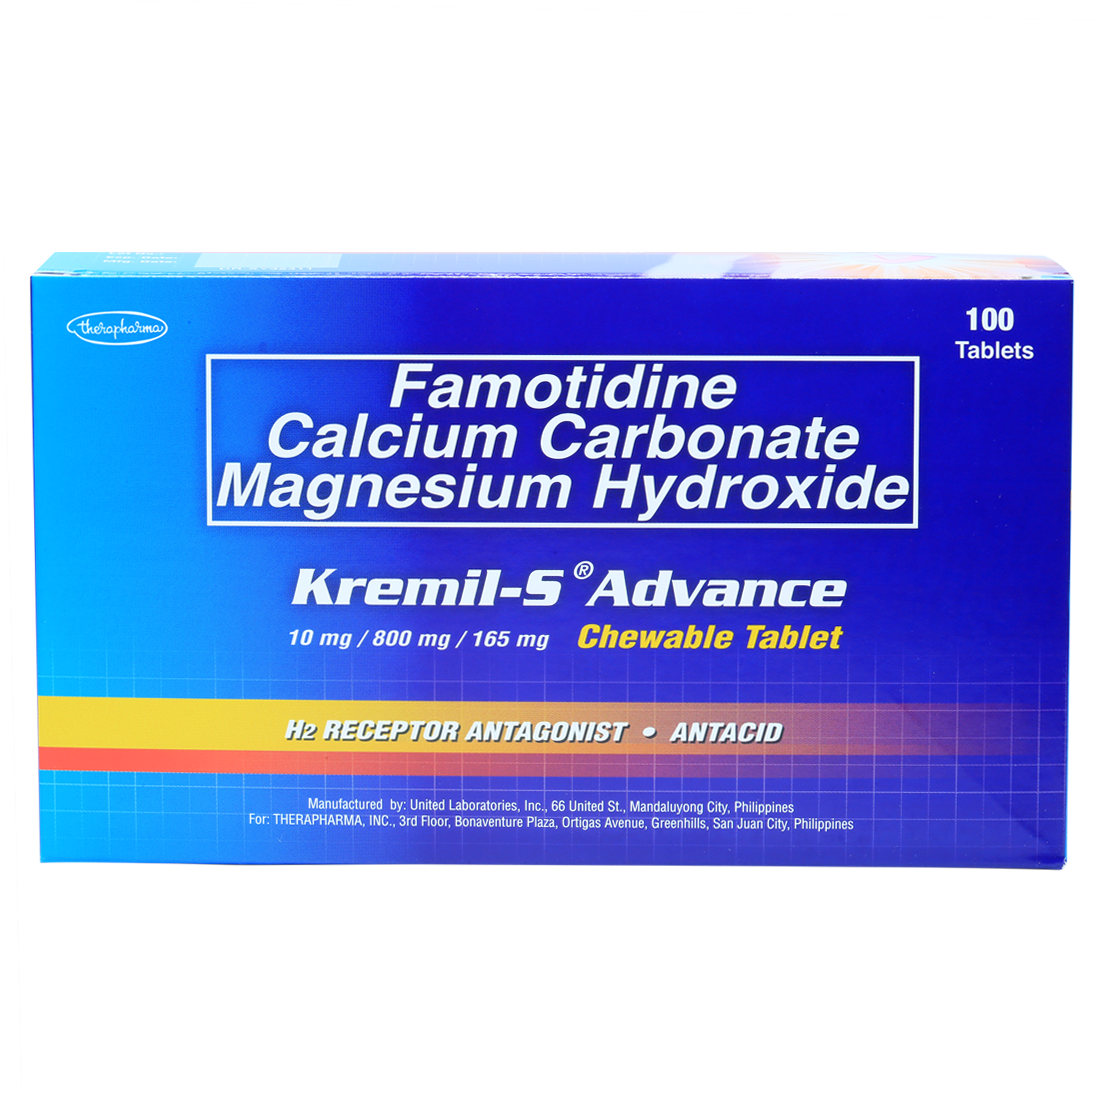 therapharma
100
Tablets
Famotidine
Calcium Carbonate
Magnesium Hydroxide
Kremil-S® Advance
10 mg / 800 mg / 165 mg Chewable Tablet
H2 RECEPTOR ANTAGONIST • ANTACID
Manufactured by: United Laboratories, Inc., 66 United St., Mandaluyong City, Philippines
For: THERAPHARMA, INC., 3rd Floor, Bonaventure Plaza, Ortigas Avenue, Greenhills, San Juan City, Philippines